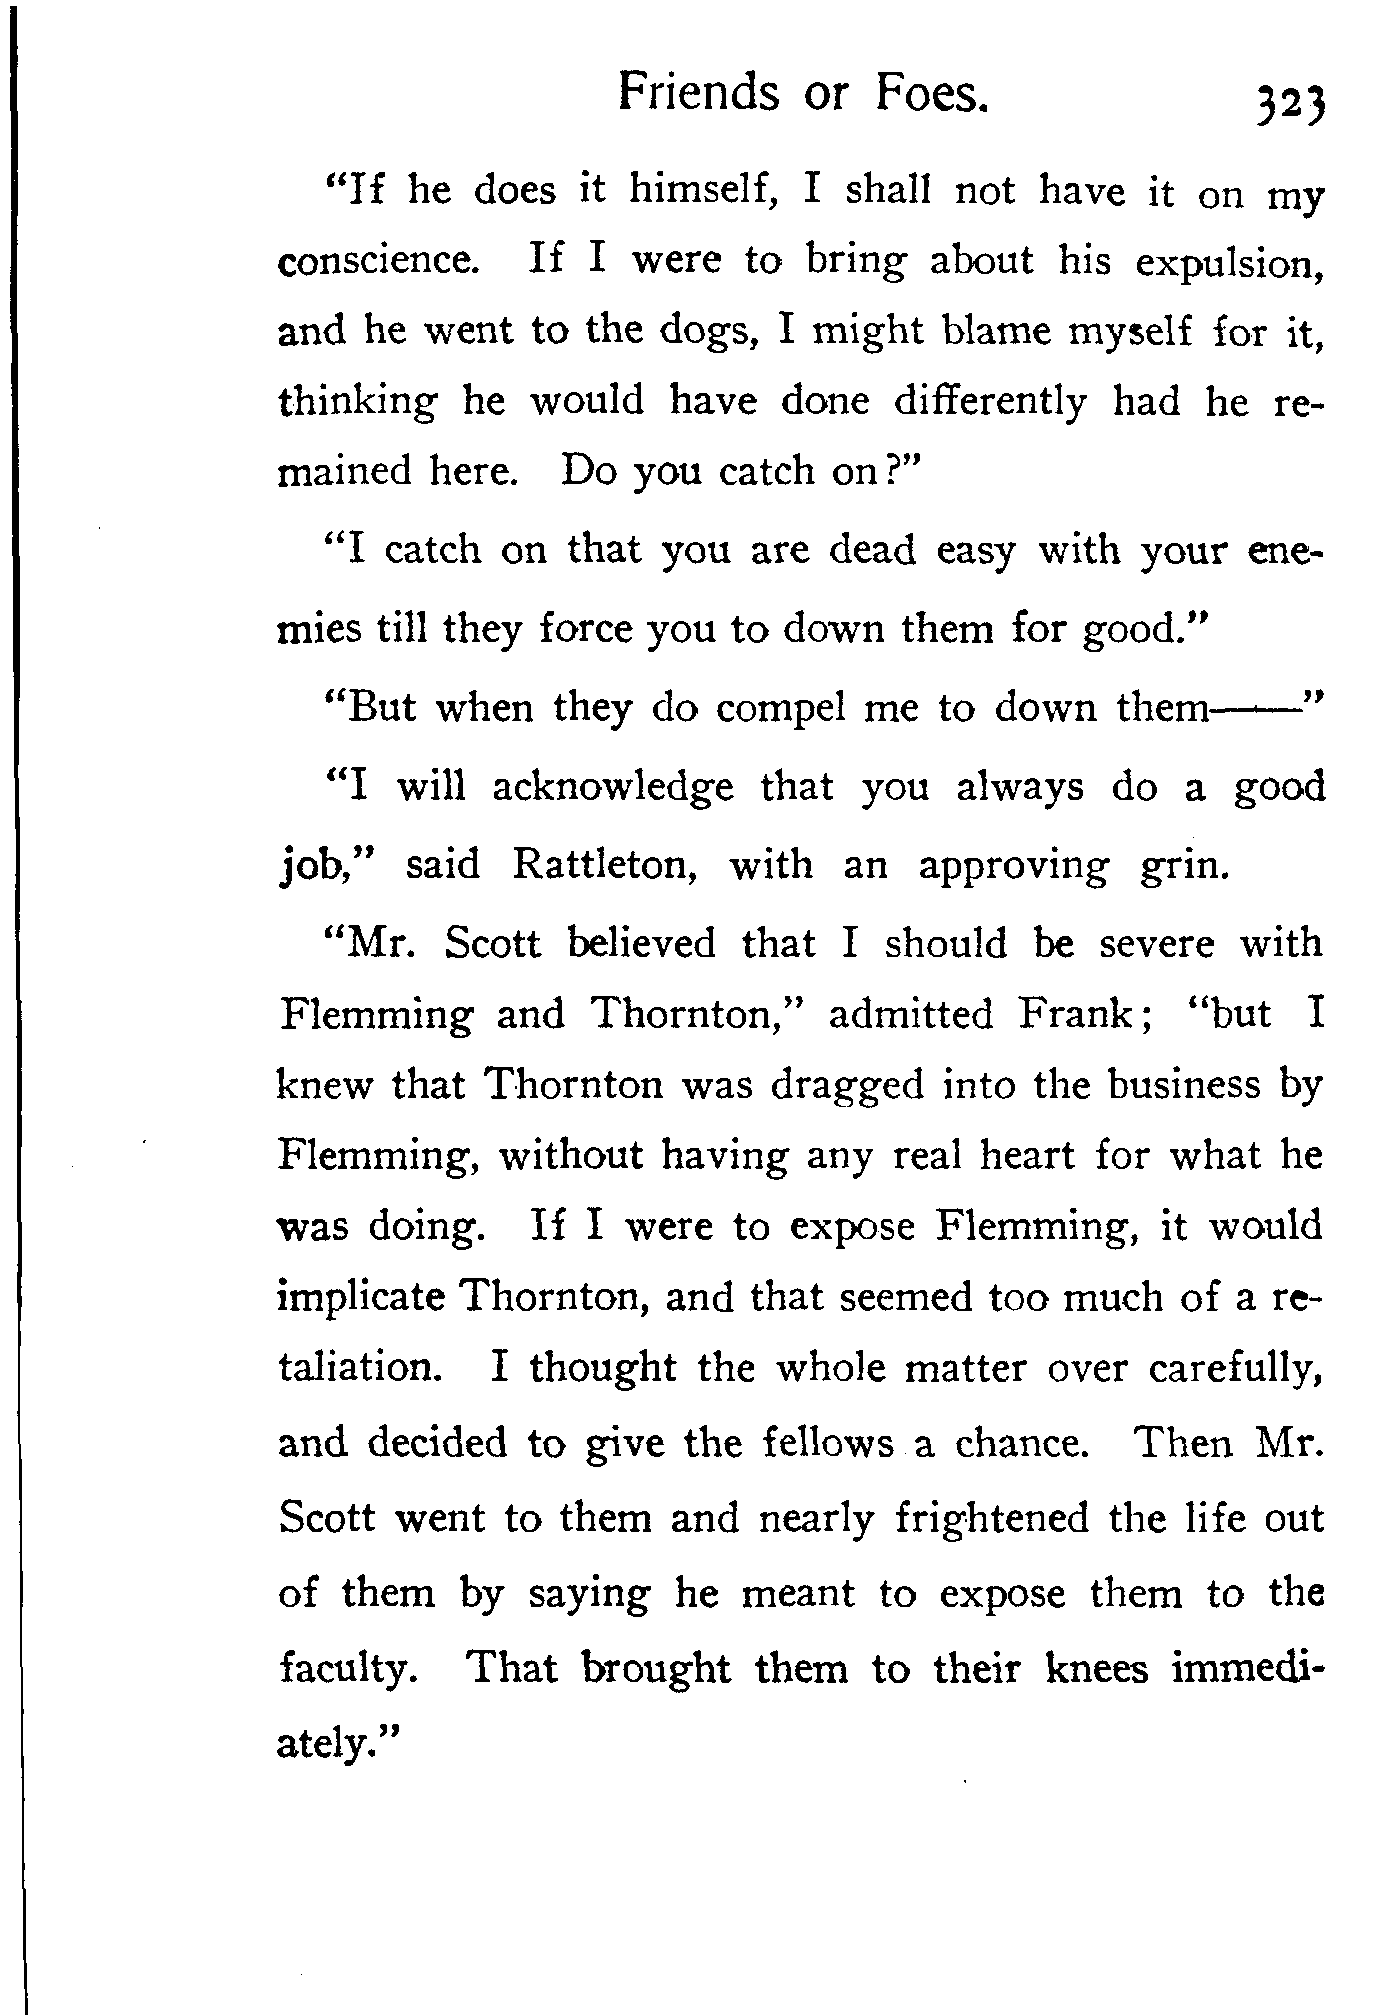 Friends or Foes. 323
"If he does it himself, I shall not have it on my
conscience. If I were to bring about his expulsion,
and he went to the dogs, I might blame myself for it,
thinking he would have done differently had he re-
mained here. Do you catch on?"
"I catch on that you are dead easy with your ene-
mies till they force you to down them for good."
"But when they do compel me to down them——"
"I will acknowledge that you always do a good
job," said Rattleton, with an approving grin.
"Mr. Scott believed that I should be severe with
Flemming and Thornton," admitted Frank; "but I
knew that Thornton was dragged into the business by
Flemming, without having any real heart for what he
was doing. If I were to expose Flemming, it would
implicate Thornton, and that seemed too much of a re-
taliation. I thought the whole matter over carefully,
and decided to give the fellows a chance. Then Mr.
Scott went to them and nearly frightened the life out
of them by saying he meant to expose them to the
faculty. That brought them to their knees immedi-
ately."